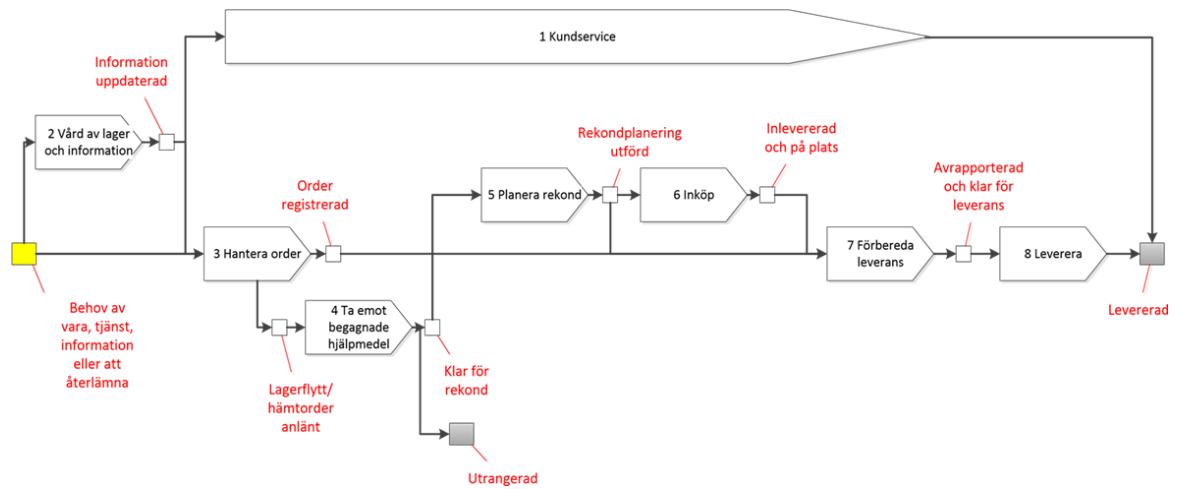 1 Kundservice
Information
uppdaterad
2 Vård av lager
och information
Rekondplanering
utförd
Inlevererad
och på plats
Avrapporterad
och klar för
leverans
Order
registrerad
5 Planera rekond
6 Inköp
3 Hantera order
7 Förbereda
leverans
8 Leverera
Behov av
vara, tjänst,
information
eller att
återlämna
4 Ta emot
begagnade
hjälpmedel
Levererad
Lagerflytt/
hämtorder
anlänt
Klar för
rekond
Utrangerad